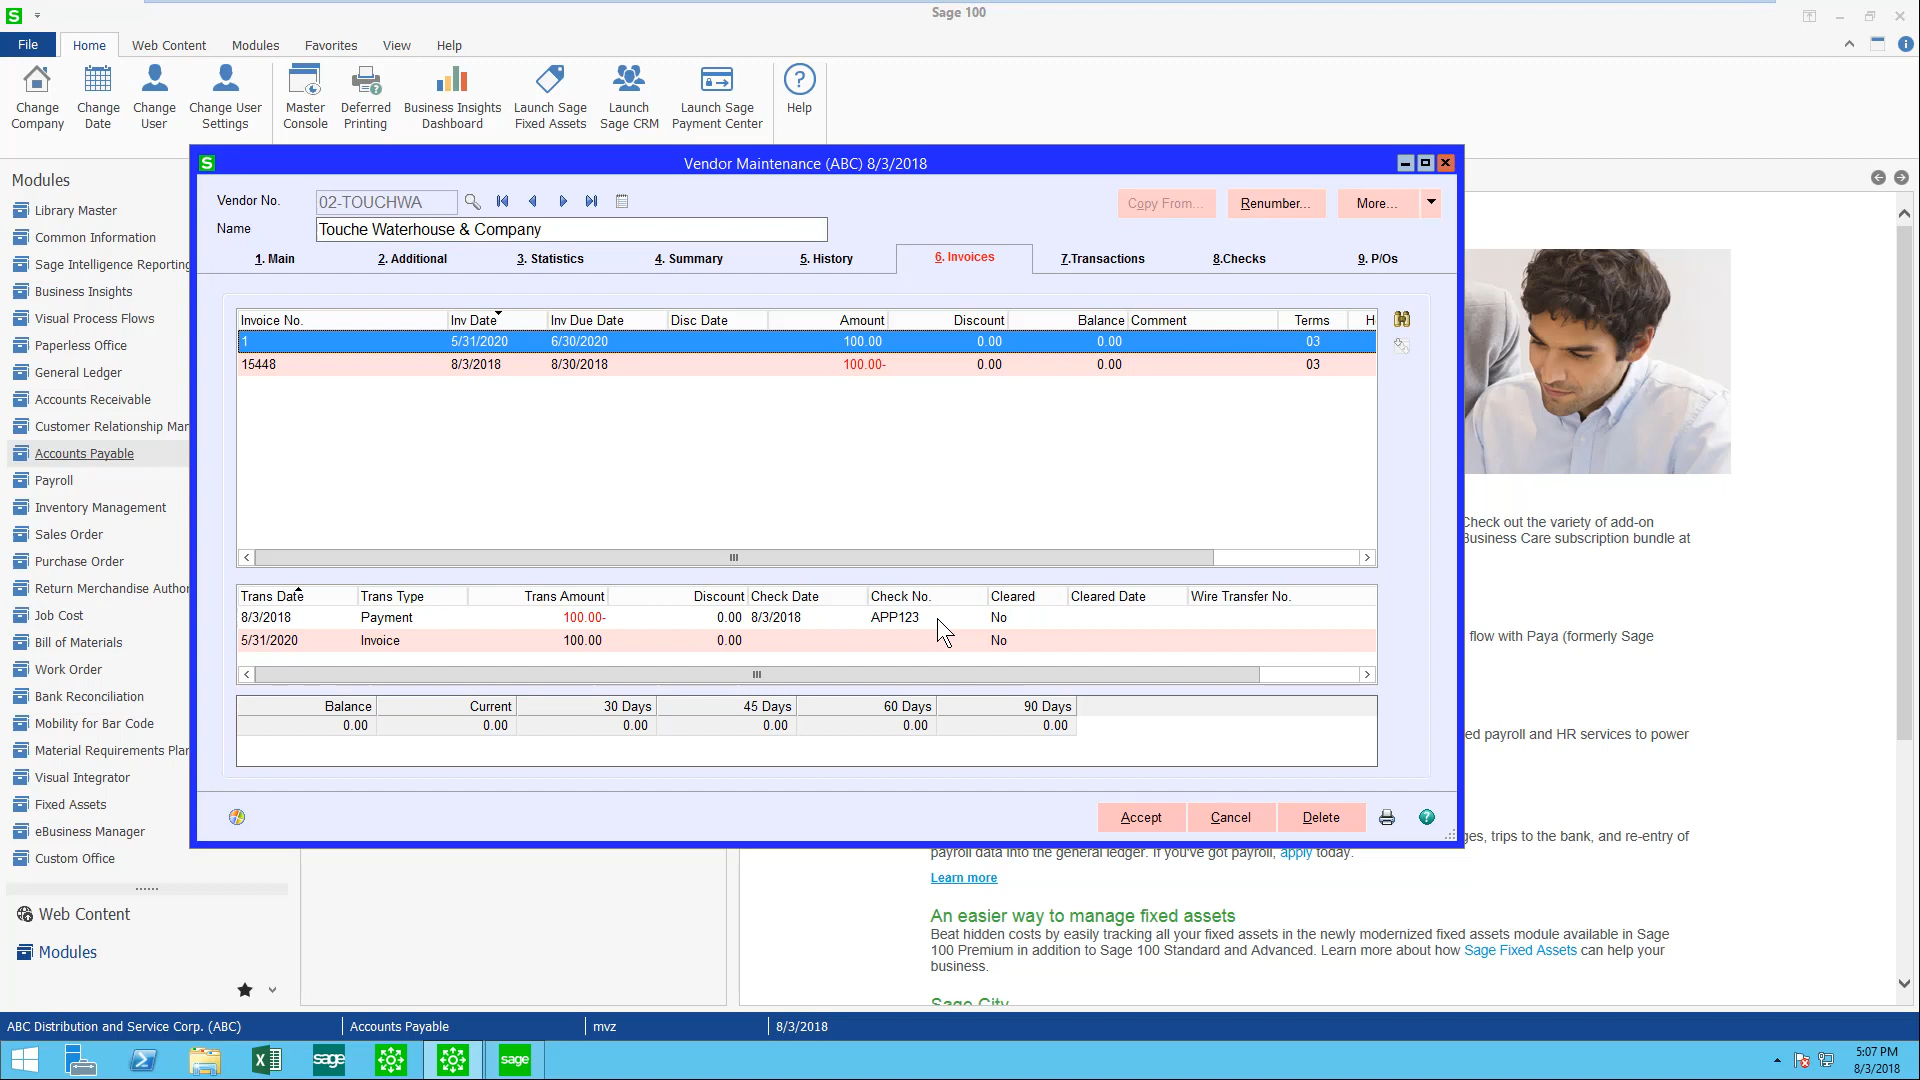 Sage 100
File Home Web Content Modules Favorites View Help
Change Company
Change Date
Change User
Change User Settings
Master Console
Deferred Printing
Business Insights Dashboard
Launch Sage Fixed Assets
Launch Sage CRM
Launch Sage Payment Center
Help
Modules
Library Master
Common Information
Sage Intelligence Reporting
Business Insights
Visual Process Flows
Paperless Office
General Ledger
Accounts Receivable
Customer Relationship Man
Accounts Payable
Payroll
Inventory Management
Sales Order
Purchase Order
Return Merchandise Author
Job Cost
Bill of Materials
Work Order
Bank Reconciliation
Mobility for Bar Code
Material Requirements Plan
Visual Integrator
Fixed Assets
eBusiness Manager
Custom Office
Web Content
Modules
Vendor Maintenance (ABC) 8/3/2018
Vendor No. 02-TOUCHWA
Copy From... Renumber... More...
Name Touche Waterhouse & Company
1. Main 2. Additional 3. Statistics 4. Summary 5. History 6. Invoices 7.Transactions 8.Checks 9. P/Os
Invoice No. Inv Date Inv Due Date Disc Date Amount Discount Balance Comment Terms H
1 5/31/2020 6/30/2020 100.00 0.00 0.00 03
15448 8/3/2018 8/30/2018 100.00- 0.00 0.00 03
Trans Date Trans Type Trans Amount Discount Check Date Check No. Cleared Cleared Date Wire Transfer No.
8/3/2018 Payment 100.00- 0.00 8/3/2018 APP123 No
5/31/2020 Invoice 100.00 0.00 No
Balance Current 30 Days 45 Days 60 Days 90 Days
0.00 0.00 0.00 0.00 0.00 0.00
Accept Cancel Delete
Check out the variety of add-on
Business Care subscription bundle at
flow with Paya (formerly Sage
ed payroll and HR services to power
ges, trips to the bank, and re-entry of
payroll data into the general ledger. If you've got payroll, apply today.
Learn more
An easier way to manage fixed assets
Beat hidden costs by easily tracking all your fixed assets in the newly modernized fixed assets module available in Sage
100 Premium in addition to Sage 100 Standard and Advanced. Learn more about how Sage Fixed Assets can help your
business.
Sage City
ABC Distribution and Service Corp. (ABC) Accounts Payable mvz 8/3/2018
sage
sage
5:07 PM
8/3/2018